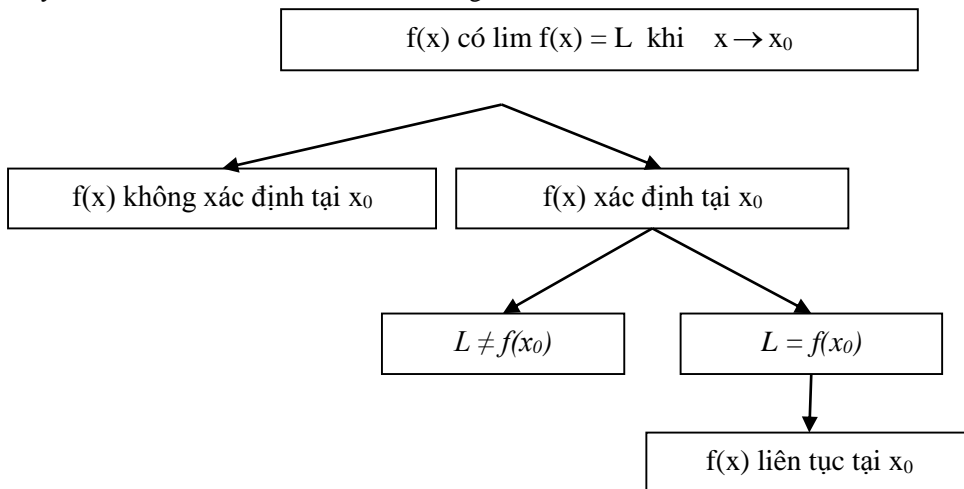 f(x) có lim f(x) = L khi x → x₀
f(x) không xác định tại x₀
f(x) xác định tại x₀
L ≠ f(x₀)
L = f(x₀)
f(x) liên tục tại x₀